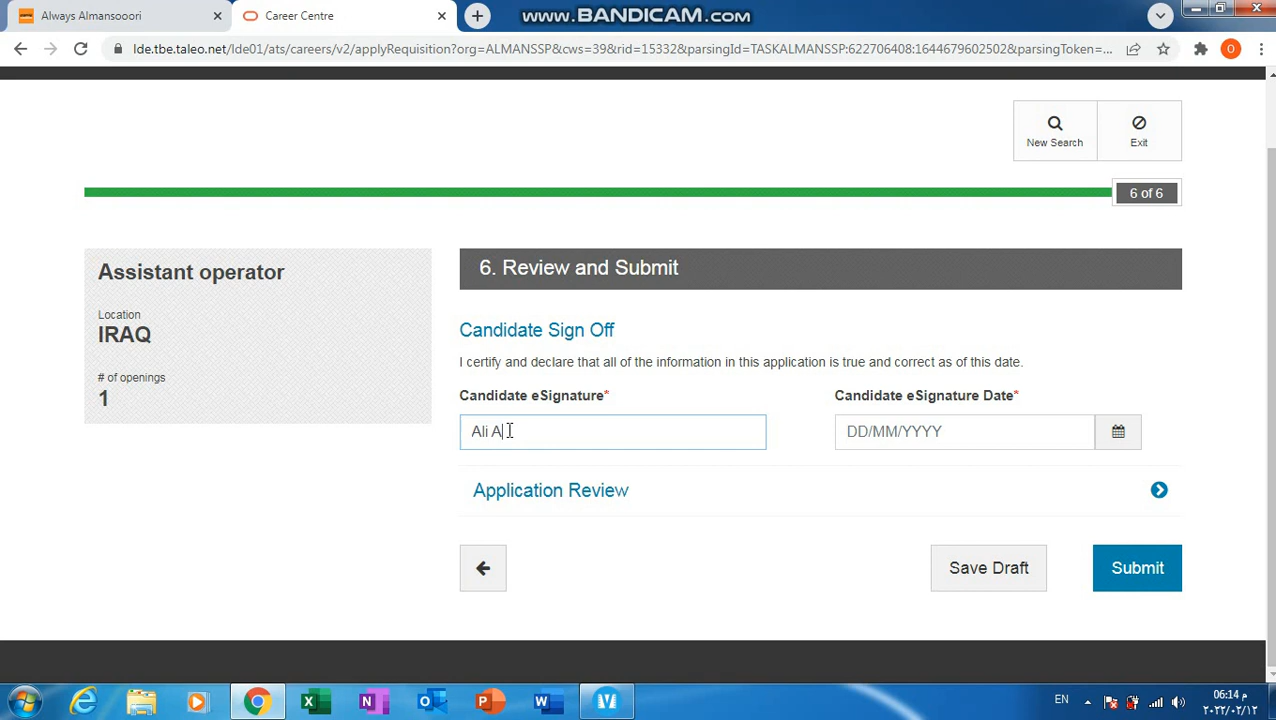 Always Almansooori
Career Centre
WWW.BANDICAM.COM
lde.tbe.taleo.net/lde01/ats/careers/v2/applyRequisition?org=ALMANSSP&cws=39&rid=15332&parsingId=TASKALMANSSP:622706408:1644679602502&parsingToken=...
O
New Search
Exit
6 of 6
Assistant operator
Location
IRAQ
# of openings
1
6. Review and Submit
Candidate Sign Off
I certify and declare that all of the information in this application is true and correct as of this date.
Candidate eSignature*
Candidate eSignature Date*
Ali A
DD/MM/YYYY
Application Review
Save Draft
Submit
EN
06:14 م
٢٠٢٢/٠٢/١٢